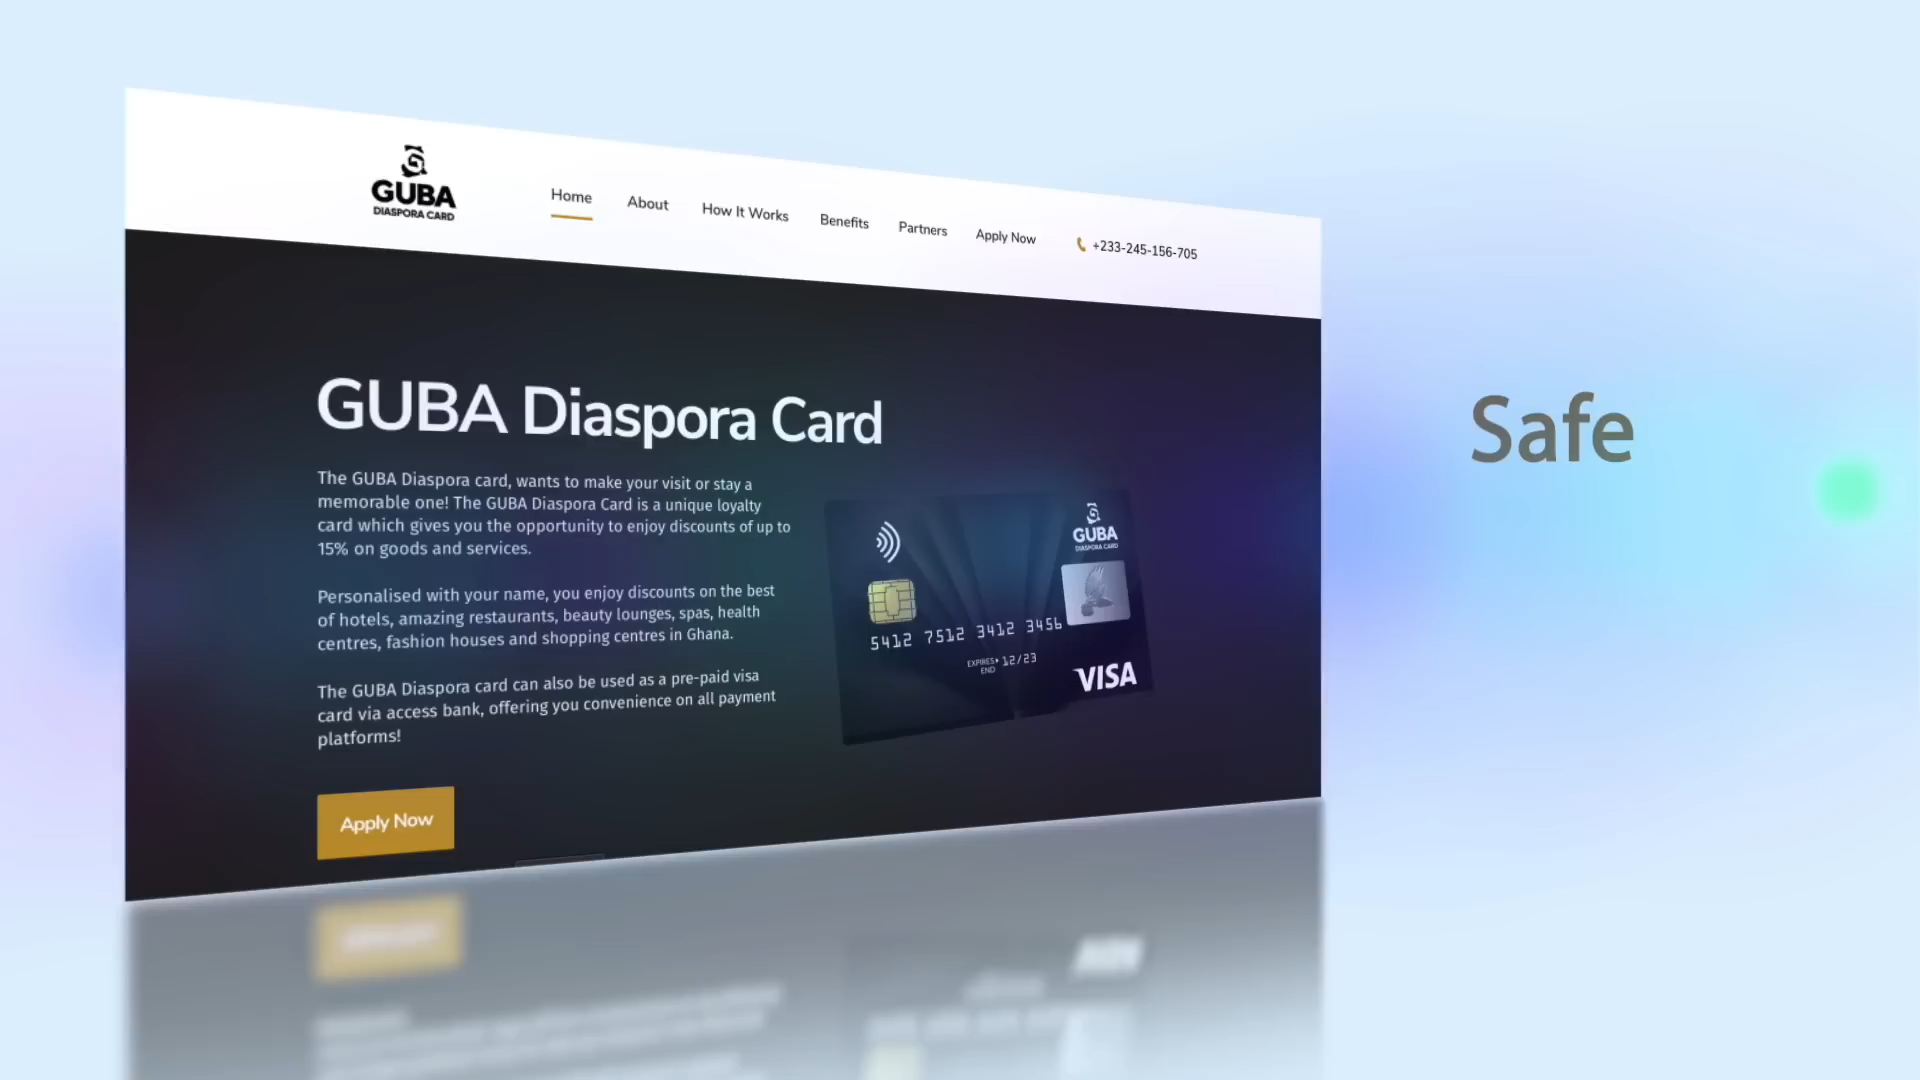 GUBA
DIASPORA CARD
Home
About
How It Works
Benefits
Partners
Apply Now
+233-245-156-705
GUBA Diaspora Card
The GUBA Diaspora card, wants to make your visit or stay a
memorable one! The GUBA Diaspora Card is a unique loyalty
card which gives you the opportunity to enjoy discounts of up to
15% on goods and services.
Personalised with your name, you enjoy discounts on the best
of hotels, amazing restaurants, beauty lounges, spas, health
centres, fashion houses and shopping centres in Ghana.
The GUBA Diaspora card can also be used as a pre-paid visa
card via access bank, offering you convenience on all payment
platforms!
Apply Now
GUBA
DIASPORA CARD
5412 7512 3412 3456
EXPIRES
END
12/23
VISA
Safe